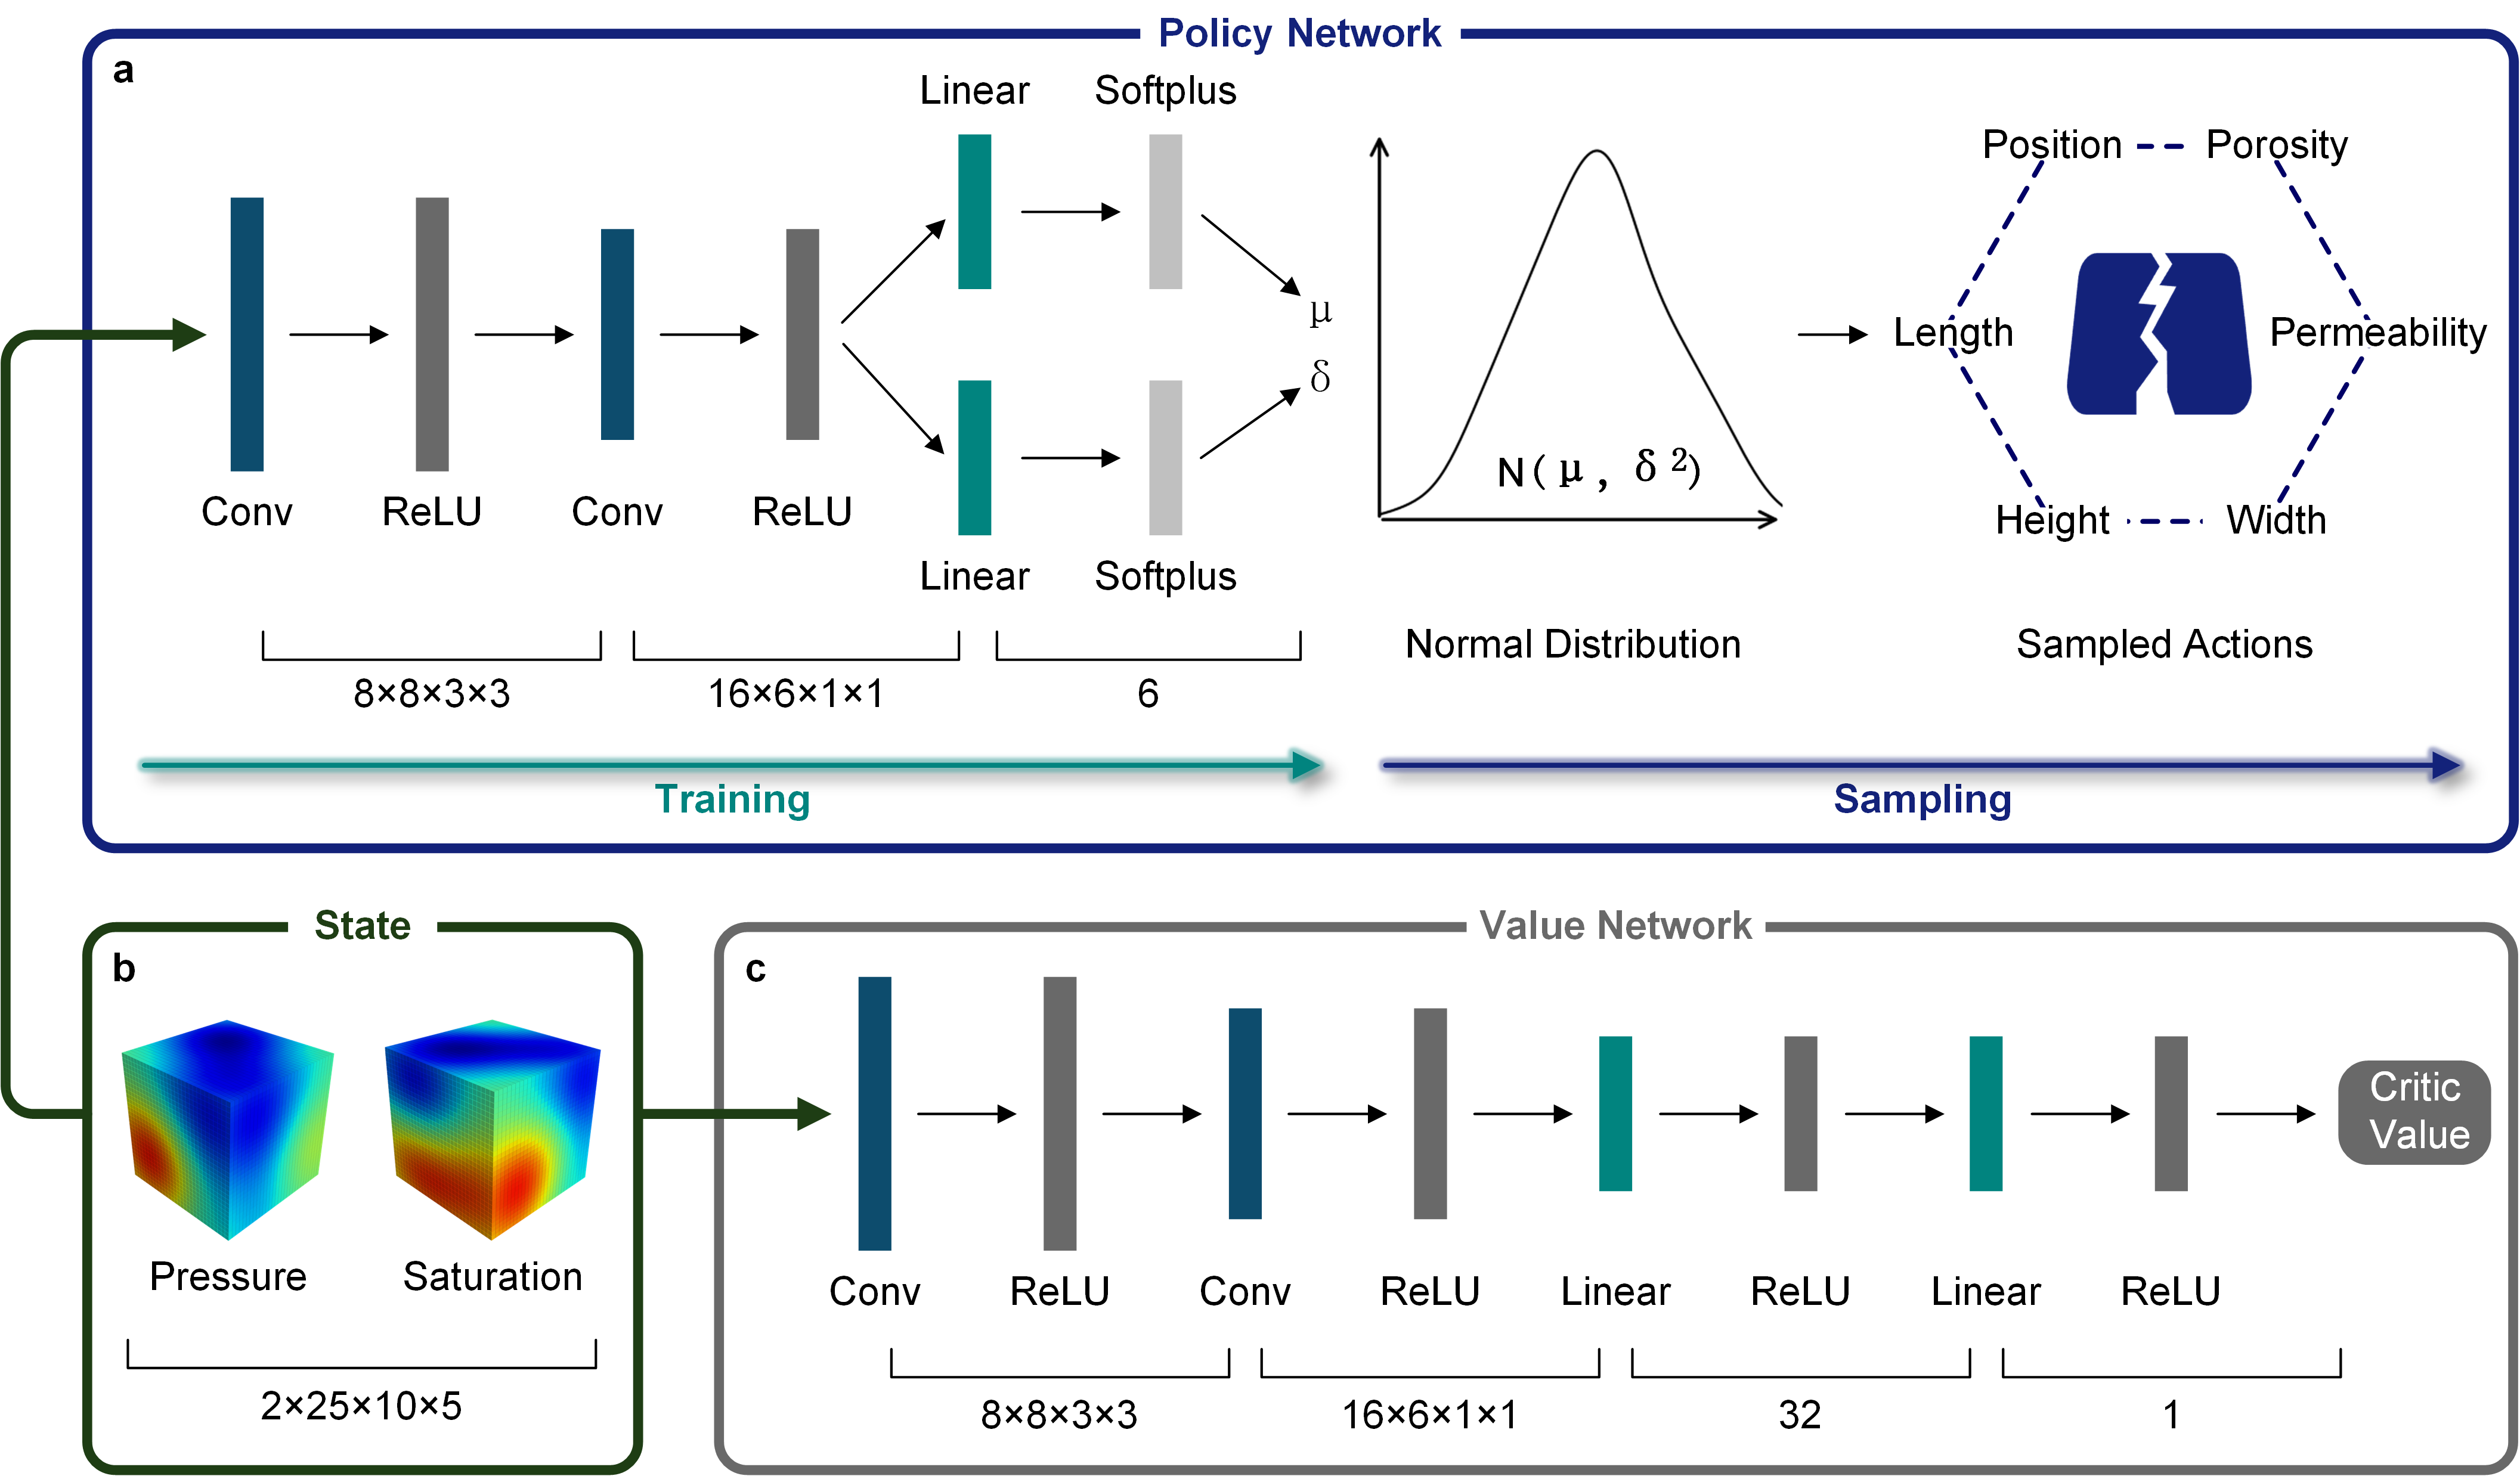 Policy Network
a
Linear
Softplus
Conv
ReLU
Conv
ReLU
Linear
Softplus
μ
δ
8×8×3×3
16×6×1×1
6
N(μ, δ²)
Normal Distribution
Position
Porosity
Length
Permeability
Height
Width
Sampled Actions
Training
Sampling
State
b
Pressure
Saturation
2×25×10×5
Value Network
c
Conv
ReLU
Conv
ReLU
Linear
ReLU
Linear
ReLU
Critic
Value
8×8×3×3
16×6×1×1
32
1